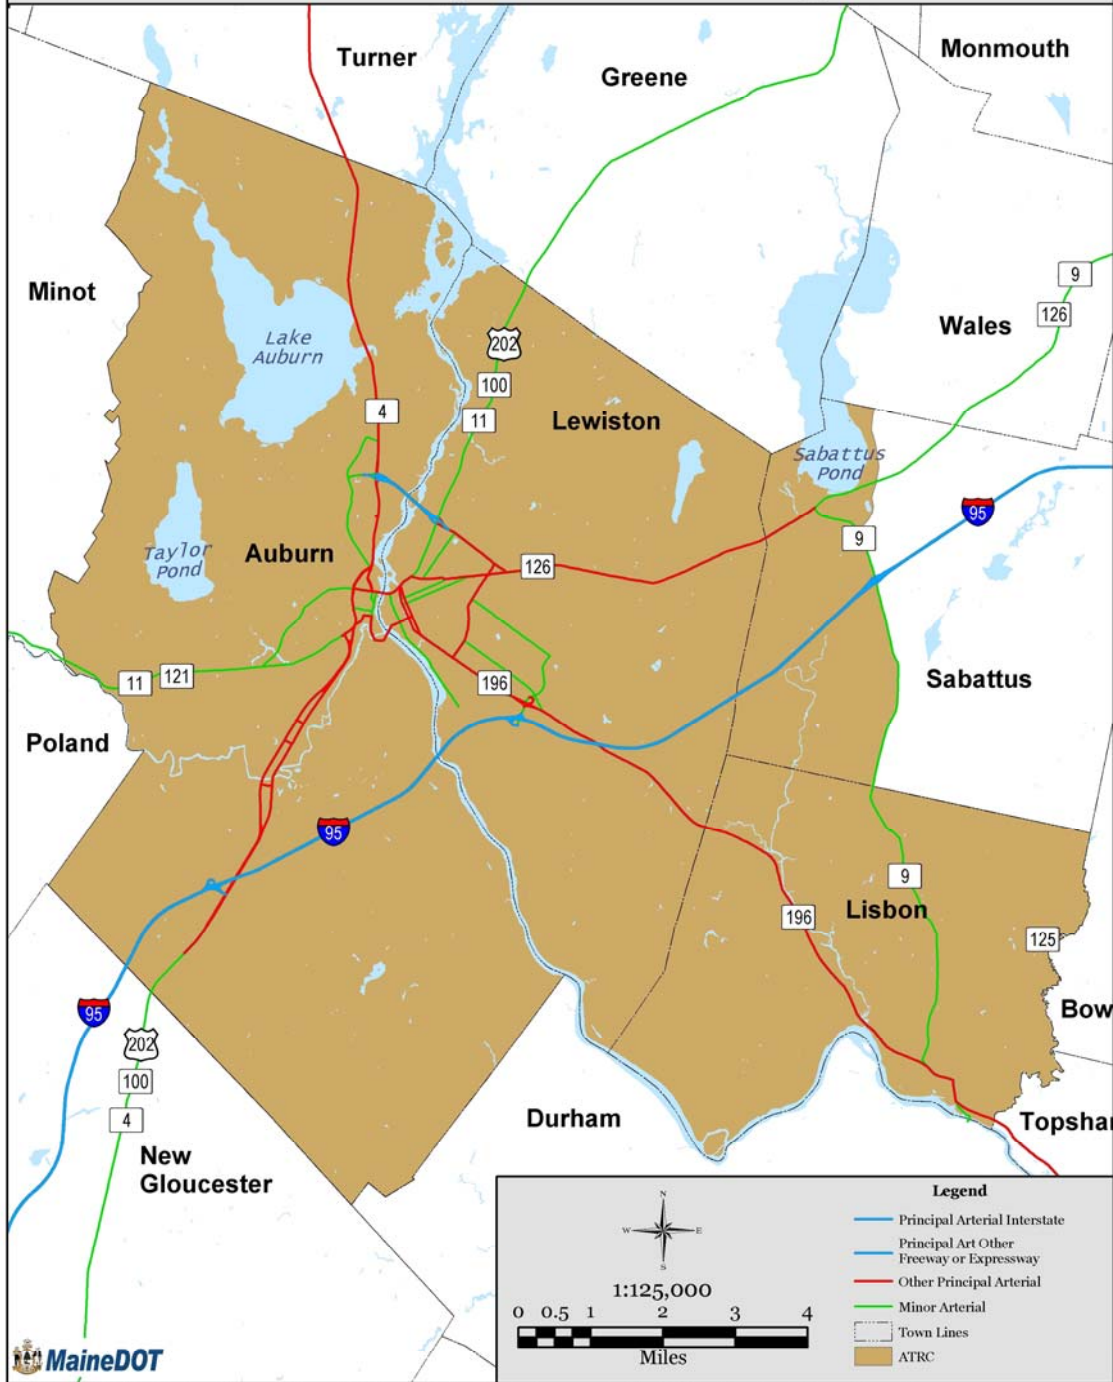 Turner
Monmouth
Greene
9
Minot
126
Wales
Lake
Auburn
202
100
4
11
Lewiston
Sabattus
Pond
95
9
Taylor
Pond
Auburn
126
11
121
196
Sabattus
Poland
95
9
196
Lisbon
125
95
Bow
202
100
4
Durham
Topshar
New
Gloucester
Legend
N
W
E
S
Principal Arterial Interstate
Principal Art Other
Freeway or Expressway
Other Principal Arterial
1:125,000
Minor Arterial
0 0.5 1 2 3 4
Miles
Town Lines
ATRC
MaineDOT